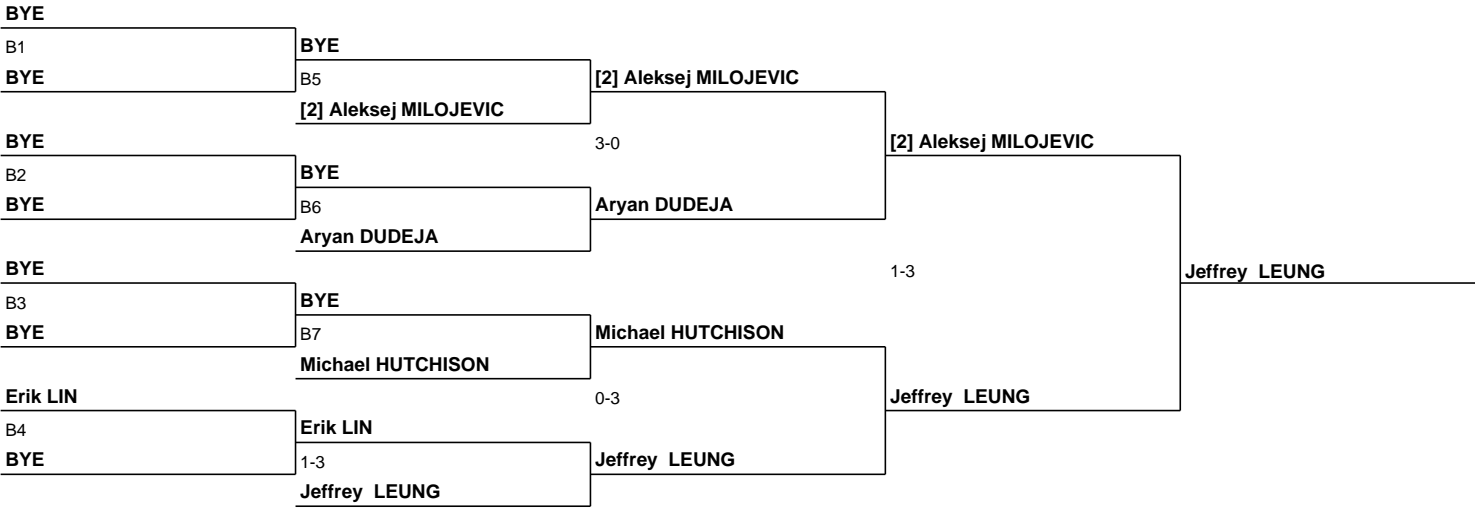 BYE
B1
BYE
BYE
B5
[2] Aleksej MILOJEVIC
[2] Aleksej MILOJEVIC
BYE
3-0
[2] Aleksej MILOJEVIC
B2
BYE
BYE
B6
Aryan DUDEJA
Aryan DUDEJA
BYE
1-3
Jeffrey LEUNG
B3
BYE
BYE
B7
Michael HUTCHISON
Michael HUTCHISON
Erik LIN
0-3
Jeffrey LEUNG
B4
Erik LIN
BYE
1-3
Jeffrey LEUNG
Jeffrey LEUNG